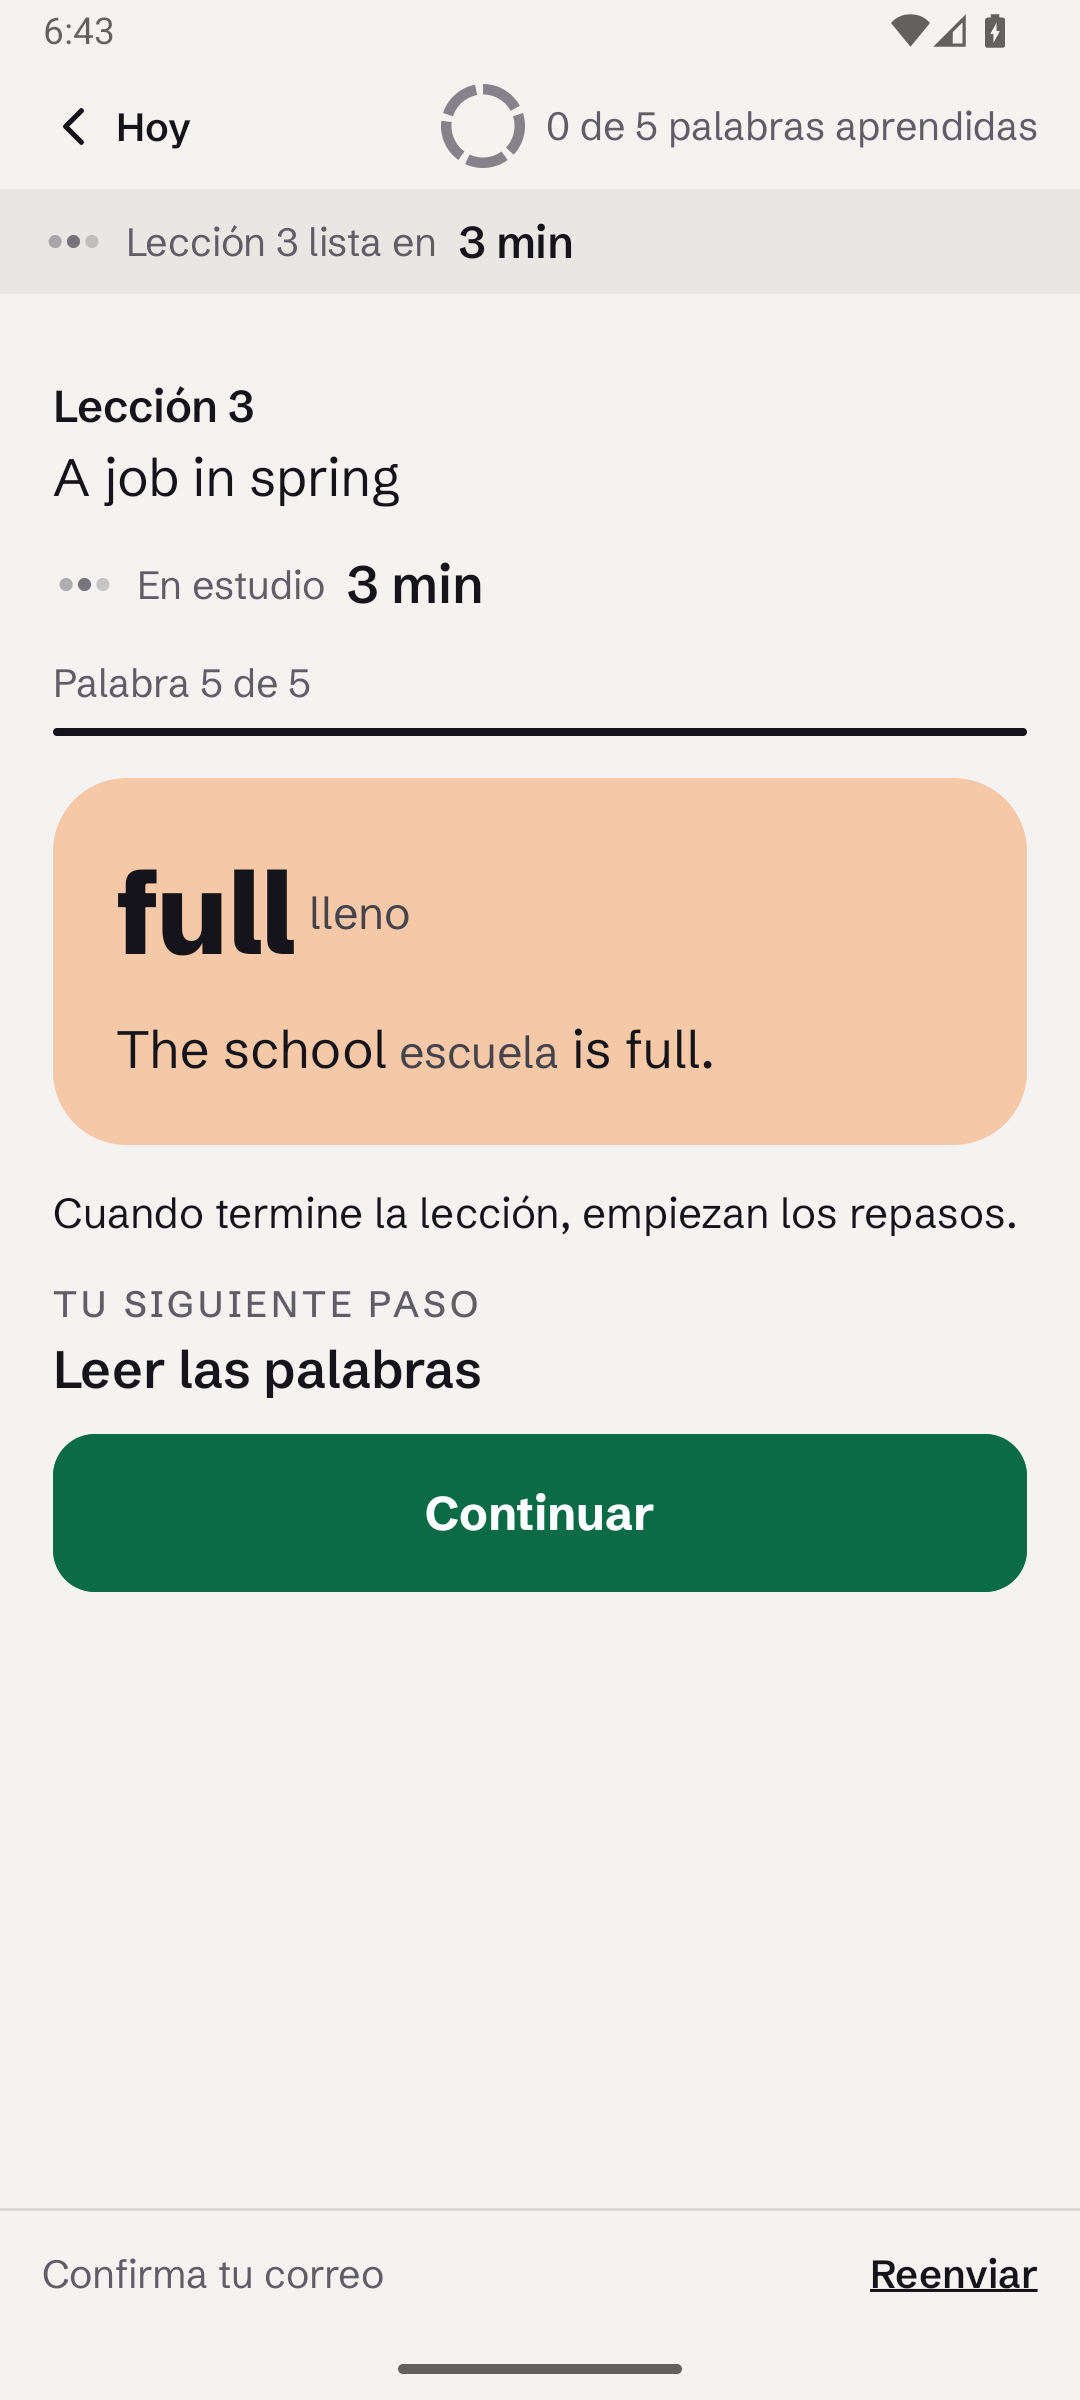 6:43
Hoy
0 de 5 palabras aprendidas
Lección 3 lista en 3 min
Lección 3
A job in spring
En estudio 3 min
Palabra 5 de 5
full lleno
The school escuela is full.
Cuando termine la lección, empiezan los repasos.
TU SIGUIENTE PASO
Leer las palabras
Continuar
Confirma tu correo
Reenviar